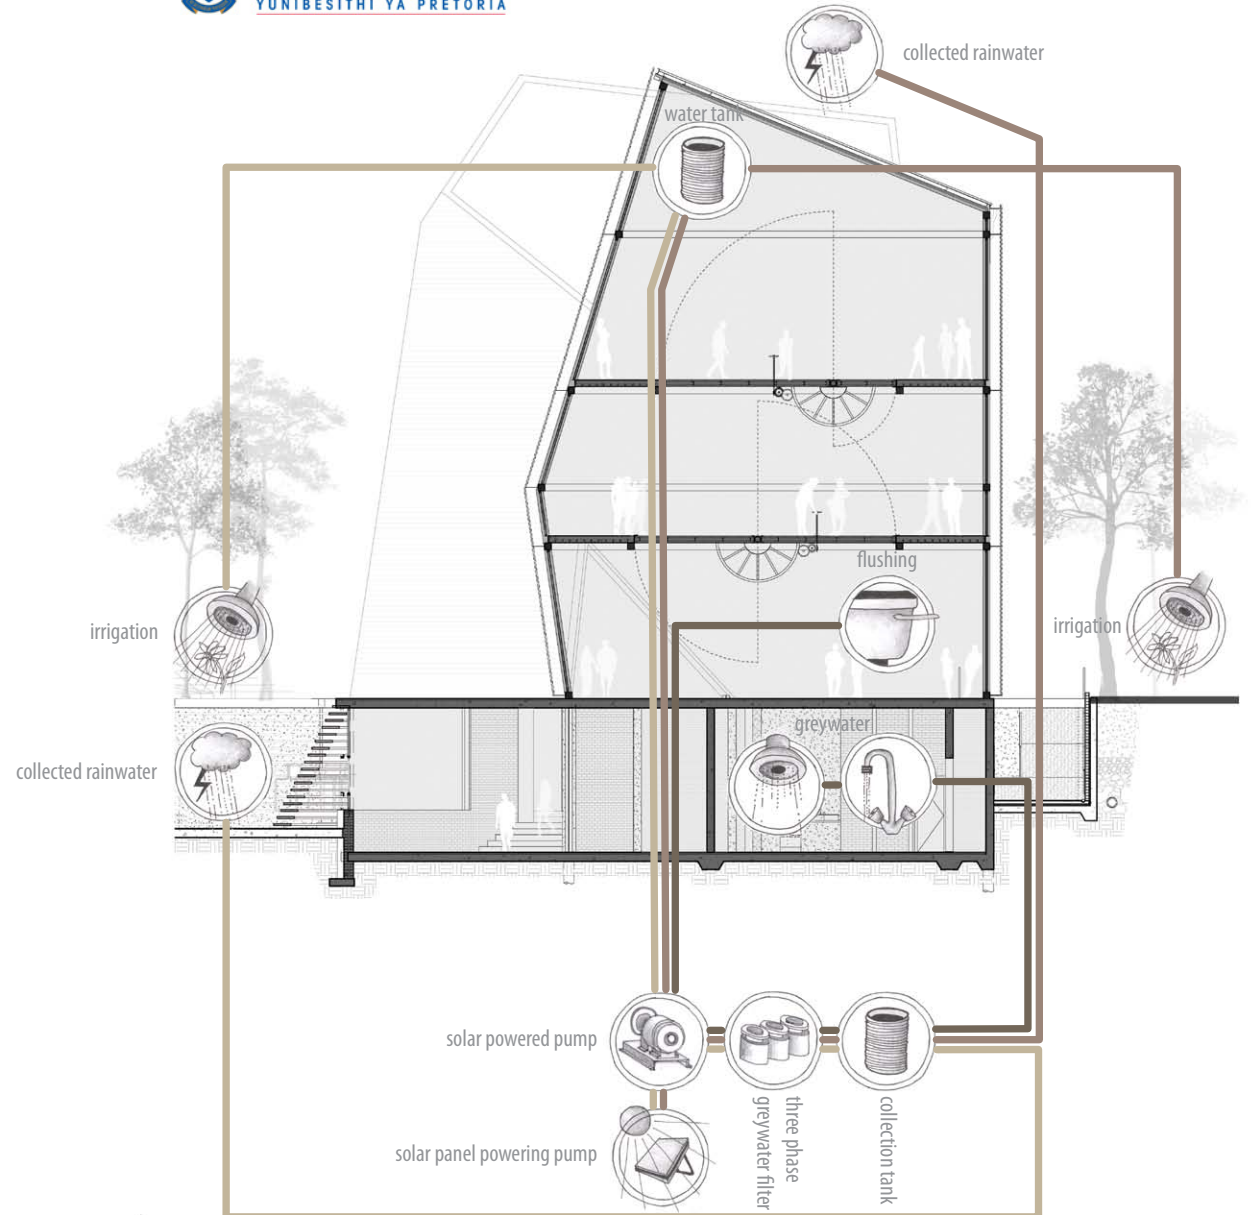 YUNIBESITHI YA PRETORIA
collected rainwater
water tank
flushing
irrigation
irrigation
greywater
collected rainwater
solar powered pump
three phase
greywater filter
collection tank
solar panel powering pump